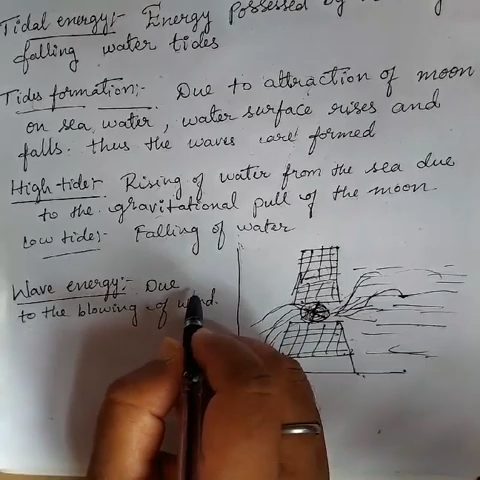 Tidal energy:- Energy possessed by
falling water tides
Tides formation:- Due to attraction of moon
on sea water, water surface rises and
falls. thus the waves are formed
High tide:- Rising of water from the sea due
to the gravitational pull of the moon.
Low tide:- Falling of water
Wave energy:- Due
to the blowing of wind.